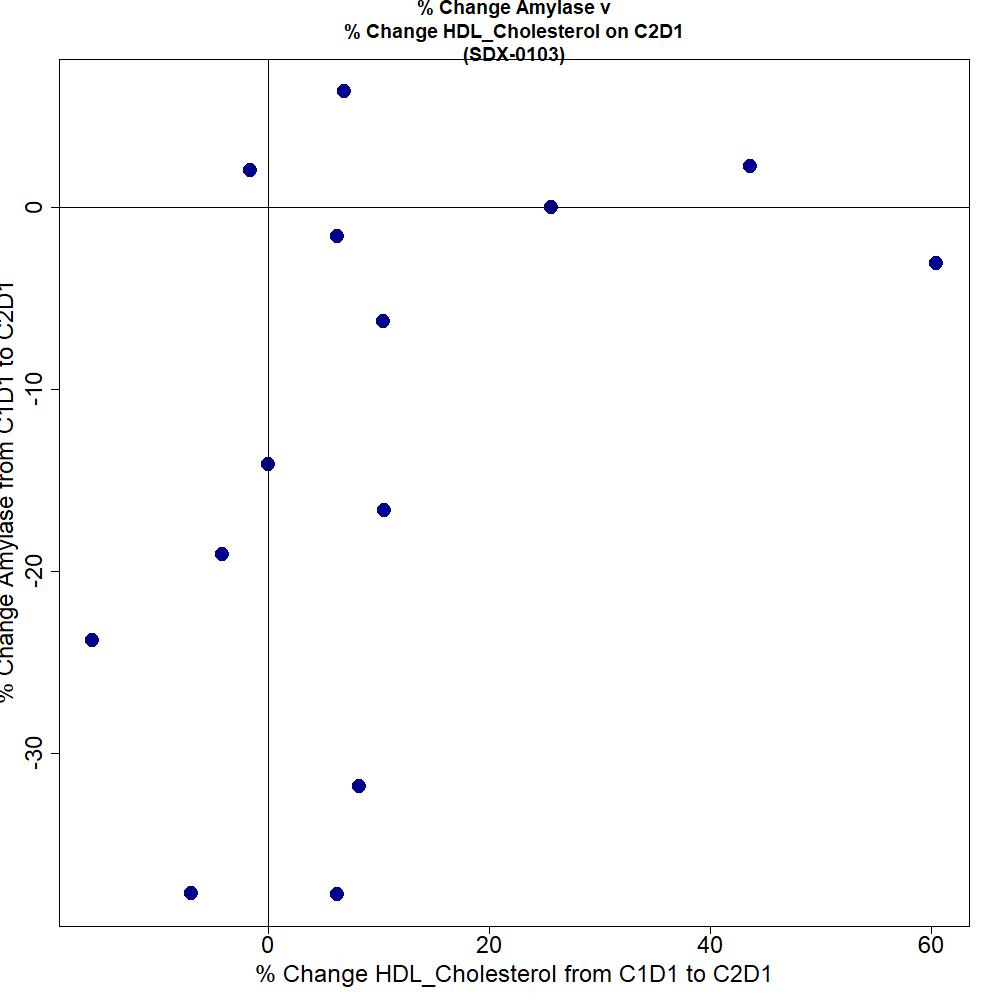 % Change Amylase v
% Change HDL_Cholesterol on C2D1
(SDX-0103)
% Change Amylase from C1D1 to C2D1
0
-10
-20
-30
0
20
40
60
% Change HDL_Cholesterol from C1D1 to C2D1